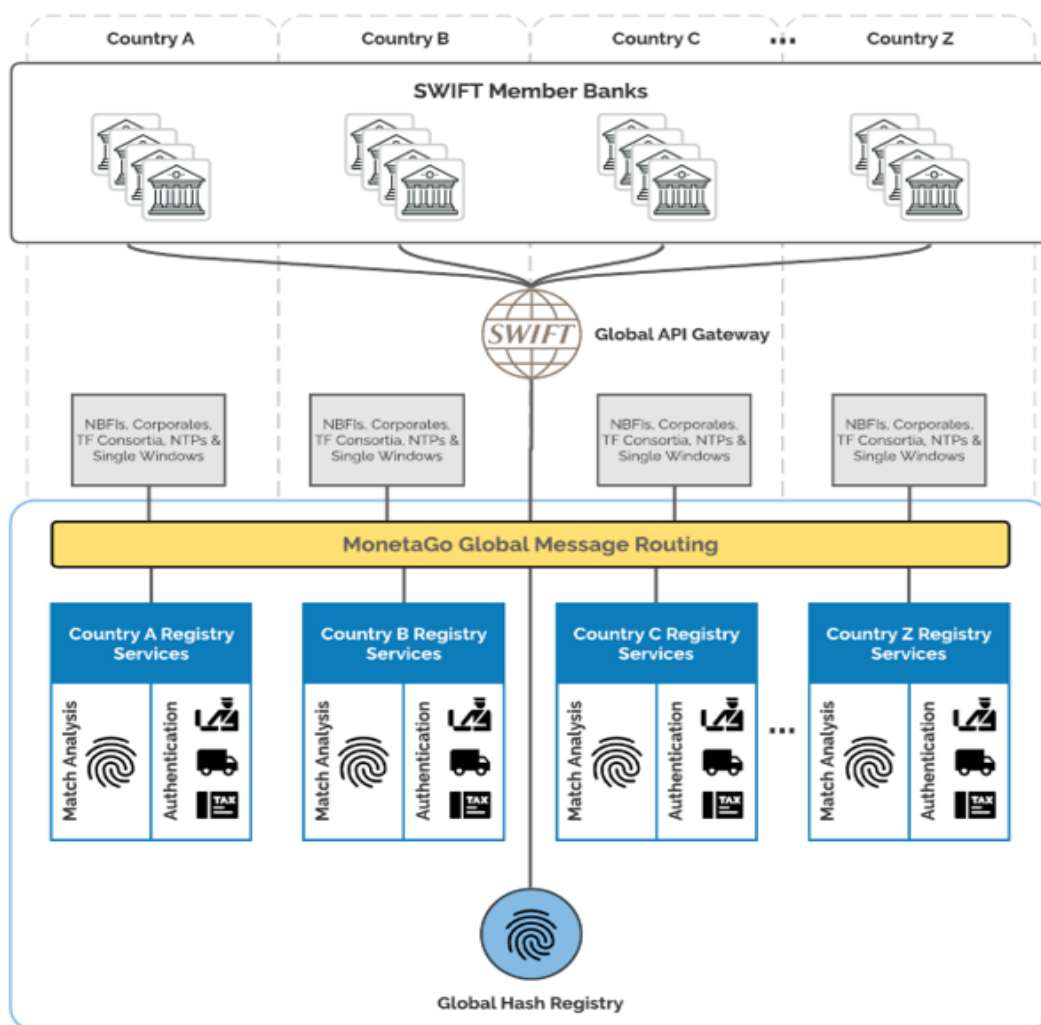 Country A
Country B
Country C
...
Country Z
SWIFT Member Banks
SWIFT
Global API Gateway
NBFIs, Corporates,
TF Consortia, NTPs &
Single Windows
NBFIs, Corporates,
TF Consortia, NTPs &
Single Windows
NBFIs, Corporates,
TF Consortia, NTPs &
Single Windows
NBFIs, Corporates,
TF Consortia, NTPs &
Single Windows
MonetaGo Global Message Routing
Country A Registry
Services
Match Analysis
Authentication
TAX
Country B Registry
Services
Match Analysis
Authentication
TAX
Country C Registry
Services
Match Analysis
Authentication
TAX
...
Country Z Registry
Services
Match Analysis
Authentication
TAX
Global Hash Registry